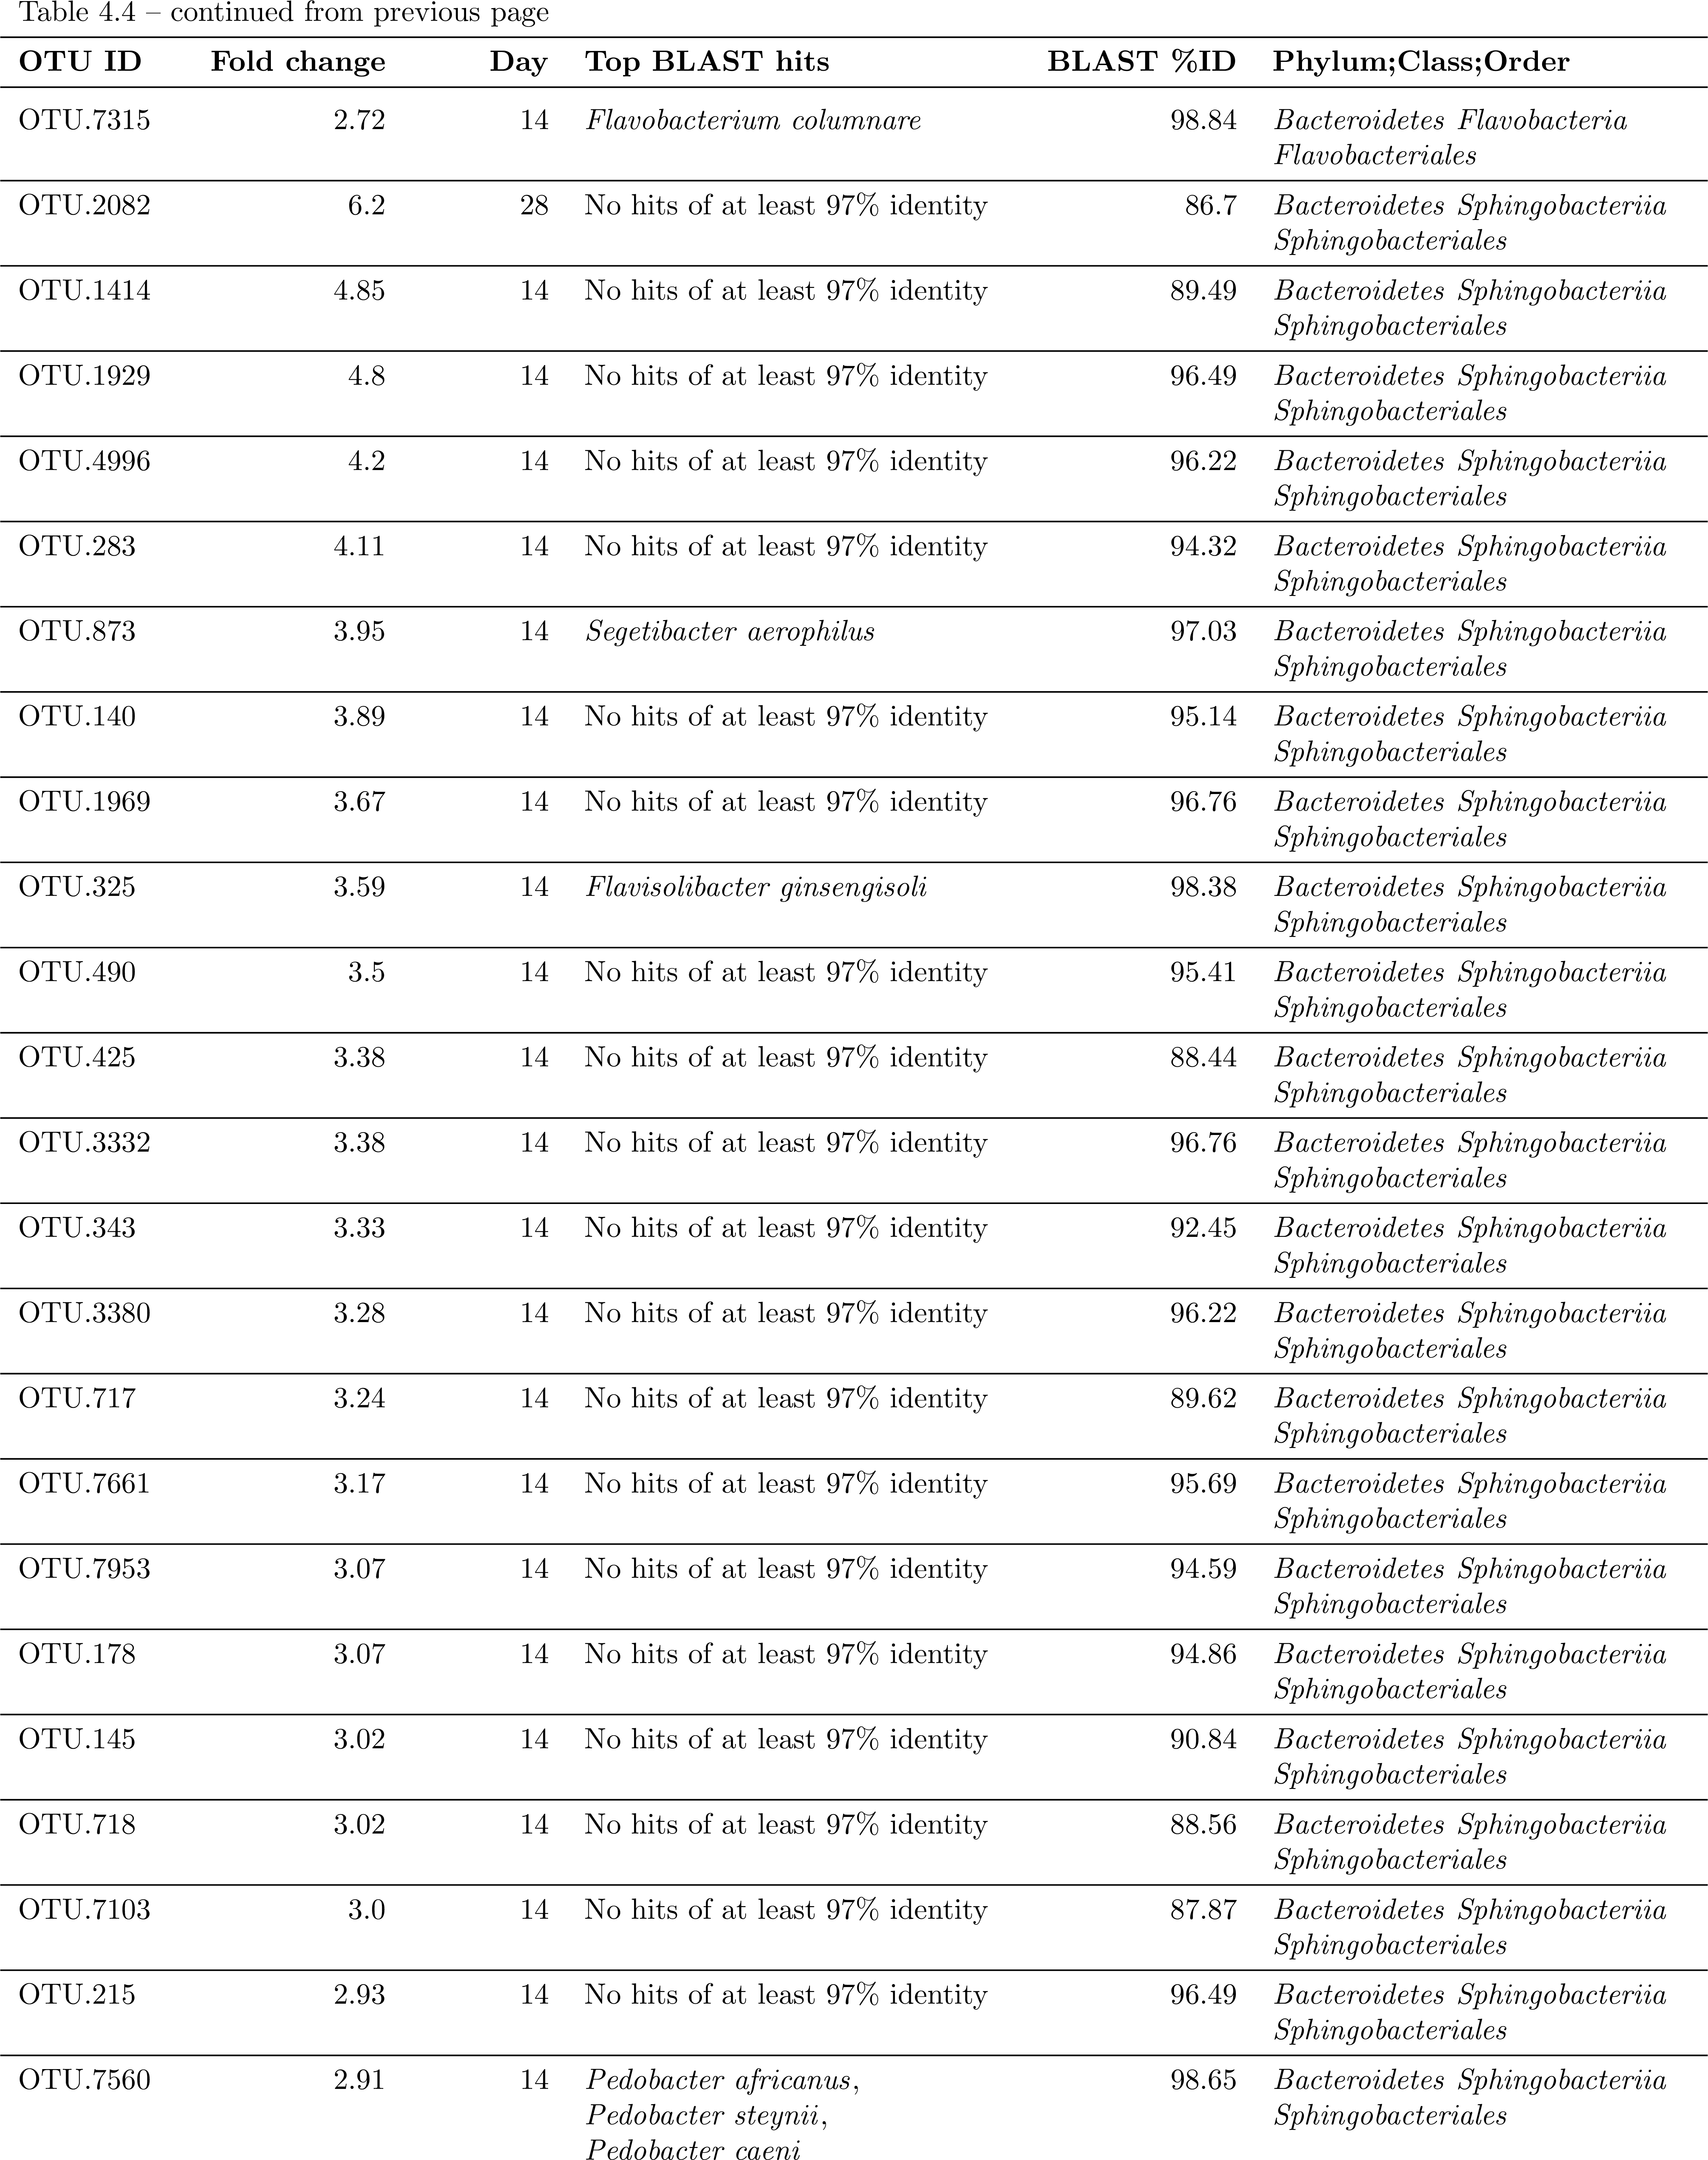 Table 4.4 – continued from previous page
OTU ID Fold change Day Top BLAST hits BLAST %ID Phylum;Class;Order
OTU.7315 2.72 14 Flavobacterium columnare 98.84 Bacteroidetes Flavobacteria
Flavobacteriales
OTU.2082 6.2 28 No hits of at least 97% identity 86.7 Bacteroidetes Sphingobacteriia
Sphingobacteriales
OTU.1414 4.85 14 No hits of at least 97% identity 89.49 Bacteroidetes Sphingobacteriia
Sphingobacteriales
OTU.1929 4.8 14 No hits of at least 97% identity 96.49 Bacteroidetes Sphingobacteriia
Sphingobacteriales
OTU.4996 4.2 14 No hits of at least 97% identity 96.22 Bacteroidetes Sphingobacteriia
Sphingobacteriales
OTU.283 4.11 14 No hits of at least 97% identity 94.32 Bacteroidetes Sphingobacteriia
Sphingobacteriales
OTU.873 3.95 14 Segetibacter aerophilus 97.03 Bacteroidetes Sphingobacteriia
Sphingobacteriales
OTU.140 3.89 14 No hits of at least 97% identity 95.14 Bacteroidetes Sphingobacteriia
Sphingobacteriales
OTU.1969 3.67 14 No hits of at least 97% identity 96.76 Bacteroidetes Sphingobacteriia
Sphingobacteriales
OTU.325 3.59 14 Flavisolibacter ginsengisoli 98.38 Bacteroidetes Sphingobacteriia
Sphingobacteriales
OTU.490 3.5 14 No hits of at least 97% identity 95.41 Bacteroidetes Sphingobacteriia
Sphingobacteriales
OTU.425 3.38 14 No hits of at least 97% identity 88.44 Bacteroidetes Sphingobacteriia
Sphingobacteriales
OTU.3332 3.38 14 No hits of at least 97% identity 96.76 Bacteroidetes Sphingobacteriia
Sphingobacteriales
OTU.343 3.33 14 No hits of at least 97% identity 92.45 Bacteroidetes Sphingobacteriia
Sphingobacteriales
OTU.3380 3.28 14 No hits of at least 97% identity 96.22 Bacteroidetes Sphingobacteriia
Sphingobacteriales
OTU.717 3.24 14 No hits of at least 97% identity 89.62 Bacteroidetes Sphingobacteriia
Sphingobacteriales
OTU.7661 3.17 14 No hits of at least 97% identity 95.69 Bacteroidetes Sphingobacteriia
Sphingobacteriales
OTU.7953 3.07 14 No hits of at least 97% identity 94.59 Bacteroidetes Sphingobacteriia
Sphingobacteriales
OTU.178 3.07 14 No hits of at least 97% identity 94.86 Bacteroidetes Sphingobacteriia
Sphingobacteriales
OTU.145 3.02 14 No hits of at least 97% identity 90.84 Bacteroidetes Sphingobacteriia
Sphingobacteriales
OTU.718 3.02 14 No hits of at least 97% identity 88.56 Bacteroidetes Sphingobacteriia
Sphingobacteriales
OTU.7103 3.0 14 No hits of at least 97% identity 87.87 Bacteroidetes Sphingobacteriia
Sphingobacteriales
OTU.215 2.93 14 No hits of at least 97% identity 96.49 Bacteroidetes Sphingobacteriia
Sphingobacteriales
OTU.7560 2.91 14 Pedobacter africanus, 98.65 Bacteroidetes Sphingobacteriia
Pedobacter steynii, Sphingobacteriales
Pedobacter caeni